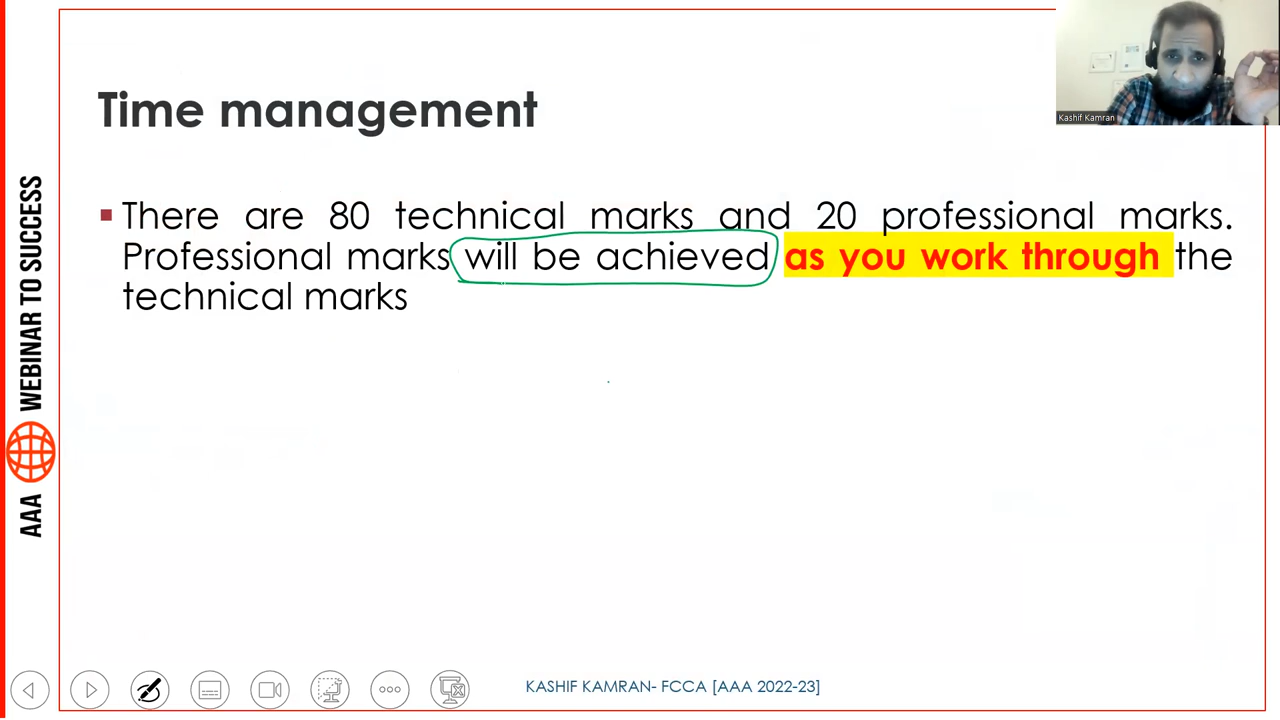 Kashif Kamran
Time management
There are 80 technical marks and 20 professional marks.
Professional marks will be achieved as you work through the
technical marks
AAA WEBINAR TO SUCCESS
KASHIF KAMRAN- FCCA [AAA 2022-23]